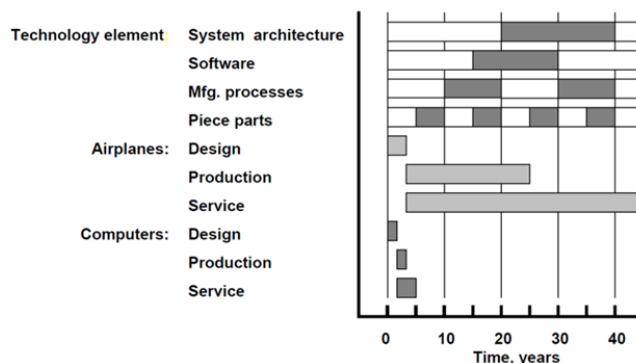 Technology element: System architecture
Software
Mfg. processes
Piece parts
Airplanes: Design
Production
Service
Computers: Design
Production
Service
0 10 20 30 40
Time, years